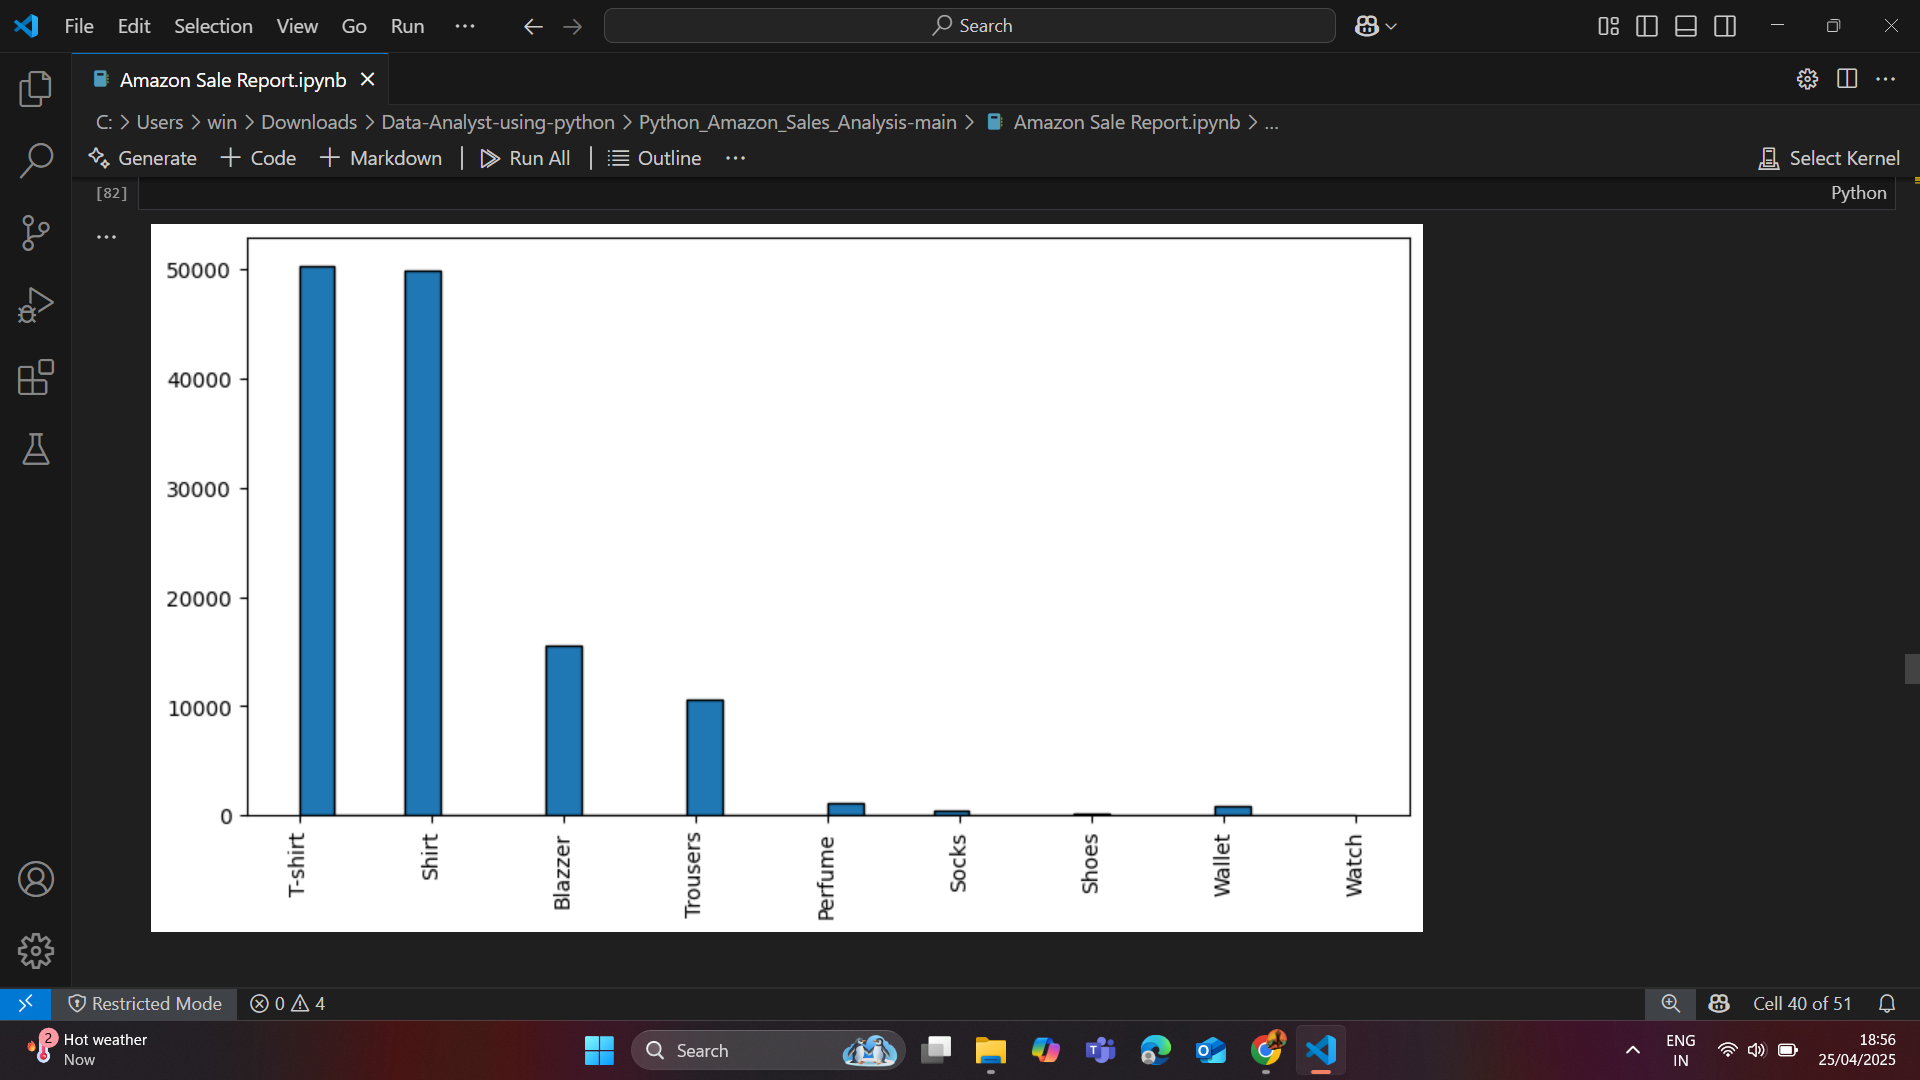 File Edit Selection View Go Run ... Search
Amazon Sale Report.ipynb
C: > Users > win > Downloads > Data-Analyst-using-python > Python_Amazon_Sales_Analysis-main > Amazon Sale Report.ipynb > ...
Generate + Code + Markdown | Run All | Outline ... Select Kernel
[82] Python
50000
40000
30000
20000
10000
0
T-shirt Shirt Blazzer Trousers Perfume Socks Shoes Wallet Watch
Restricted Mode 0 4 Cell 40 of 51
2 Hot weather Search ENG 18:56
Now IN 25/04/2025